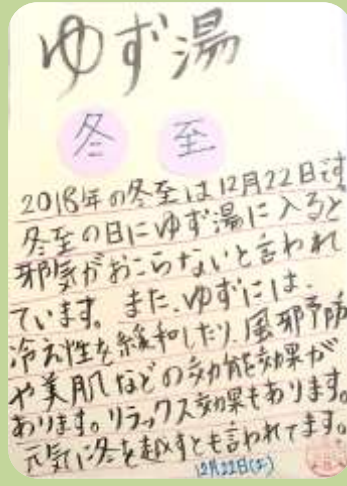 ゆず湯
冬至
2018年の冬至は12月22日です
冬至の日にゆず湯に入ると
邪気がおこらないと言われ
ています。また、ゆずには、
冷え性を緩和したり、風邪予防
や美肌などの効能効果が
あります。リラックス効果もあります。
元気に冬を越すとも言われてます。
12月22日(土)